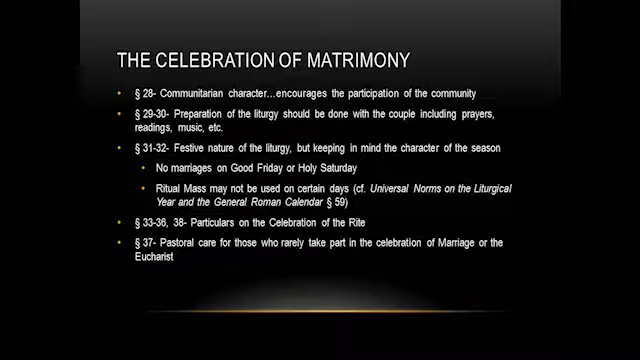 THE CELEBRATION OF MATRIMONY
• § 28- Communitarian character…encourages the participation of the community
• § 29-30- Preparation of the liturgy should be done with the couple including prayers,
readings, music, etc.
• § 31-32- Festive nature of the liturgy, but keeping in mind the character of the season
• No marriages on Good Friday or Holy Saturday
• Ritual Mass may not be used on certain days (cf. Universal Norms on the Liturgical
Year and the General Roman Calendar § 59)
• § 33-36, 38- Particulars on the Celebration of the Rite
• § 37- Pastoral care for those who rarely take part in the celebration of Marriage or the
Eucharist